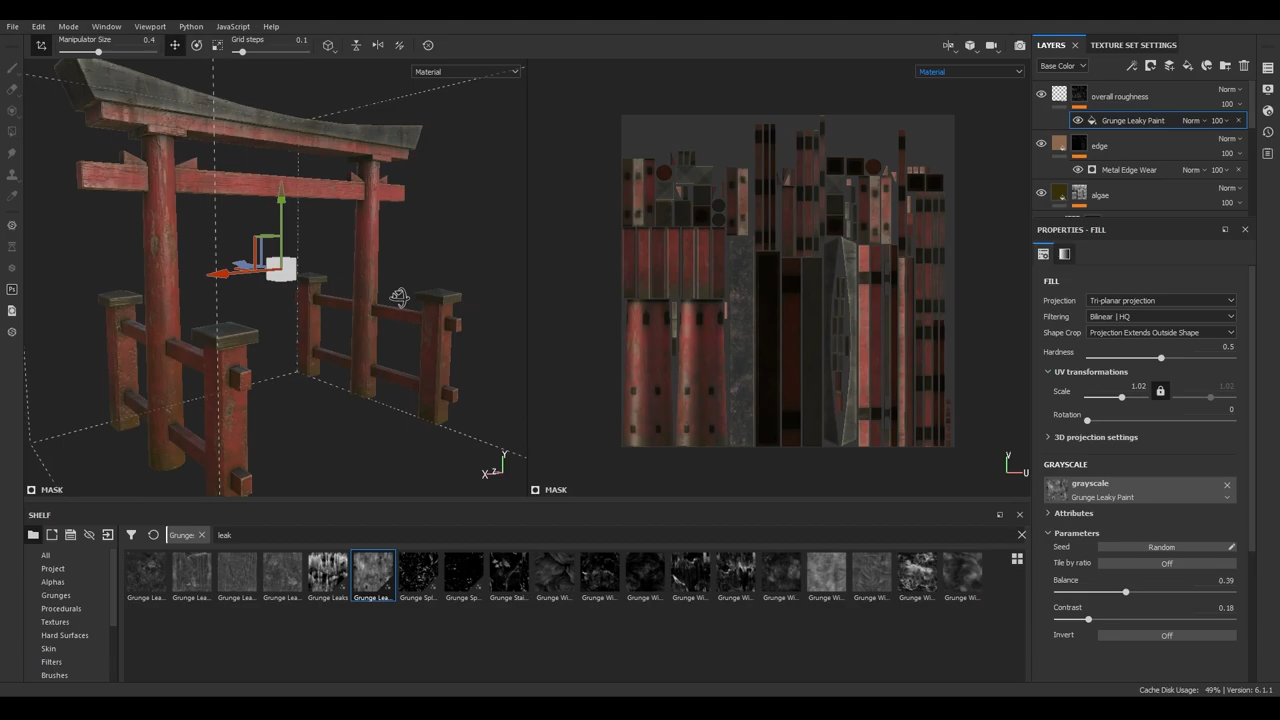 File Edit Mode Window Viewport Python JavaScript Help
Manipulator Size 0.4 Grid steps 0.1
Material
Material
X Z Y
V U
MASK
MASK
LAYERS TEXTURE SET SETTINGS
Base Color
Norm
overall roughness
100
Grunge Leaky Paint Norm 100
Norm
edge
100
Metal Edge Wear Norm 100
Norm
algae
100
PROPERTIES - FILL
FILL
Projection Tri-planar projection
Filtering Bilinear | HQ
Shape Crop Projection Extends Outside Shape
Hardness 0.5
UV transformations
Scale 1.02 1.02
Rotation 0
3D projection settings
GRAYSCALE
grayscale
Grunge Leaky Paint
Attributes
Parameters
Seed Random
Tile by ratio Off
Balance 0.39
Contrast 0.18
Invert Off
SHELF
Grunge leak
All
Project
Alphas
Grunges
Procedurals
Textures
Hard Surfaces
Skin
Filters
Brushes
Grunge Lea... Grunge Lea... Grunge Lea... Grunge Lea... Grunge Leaks Grunge Lea... Grunge Spl... Grunge Sp... Grunge Stai... Grunge Wi... Grunge Wi... Grunge Wi... Grunge Wi... Grunge Wi... Grunge Wi... Grunge Wi... Grunge Wi... Grunge Wi... Grunge Wi...
Cache Disk Usage: 49% | Version: 6.1.1